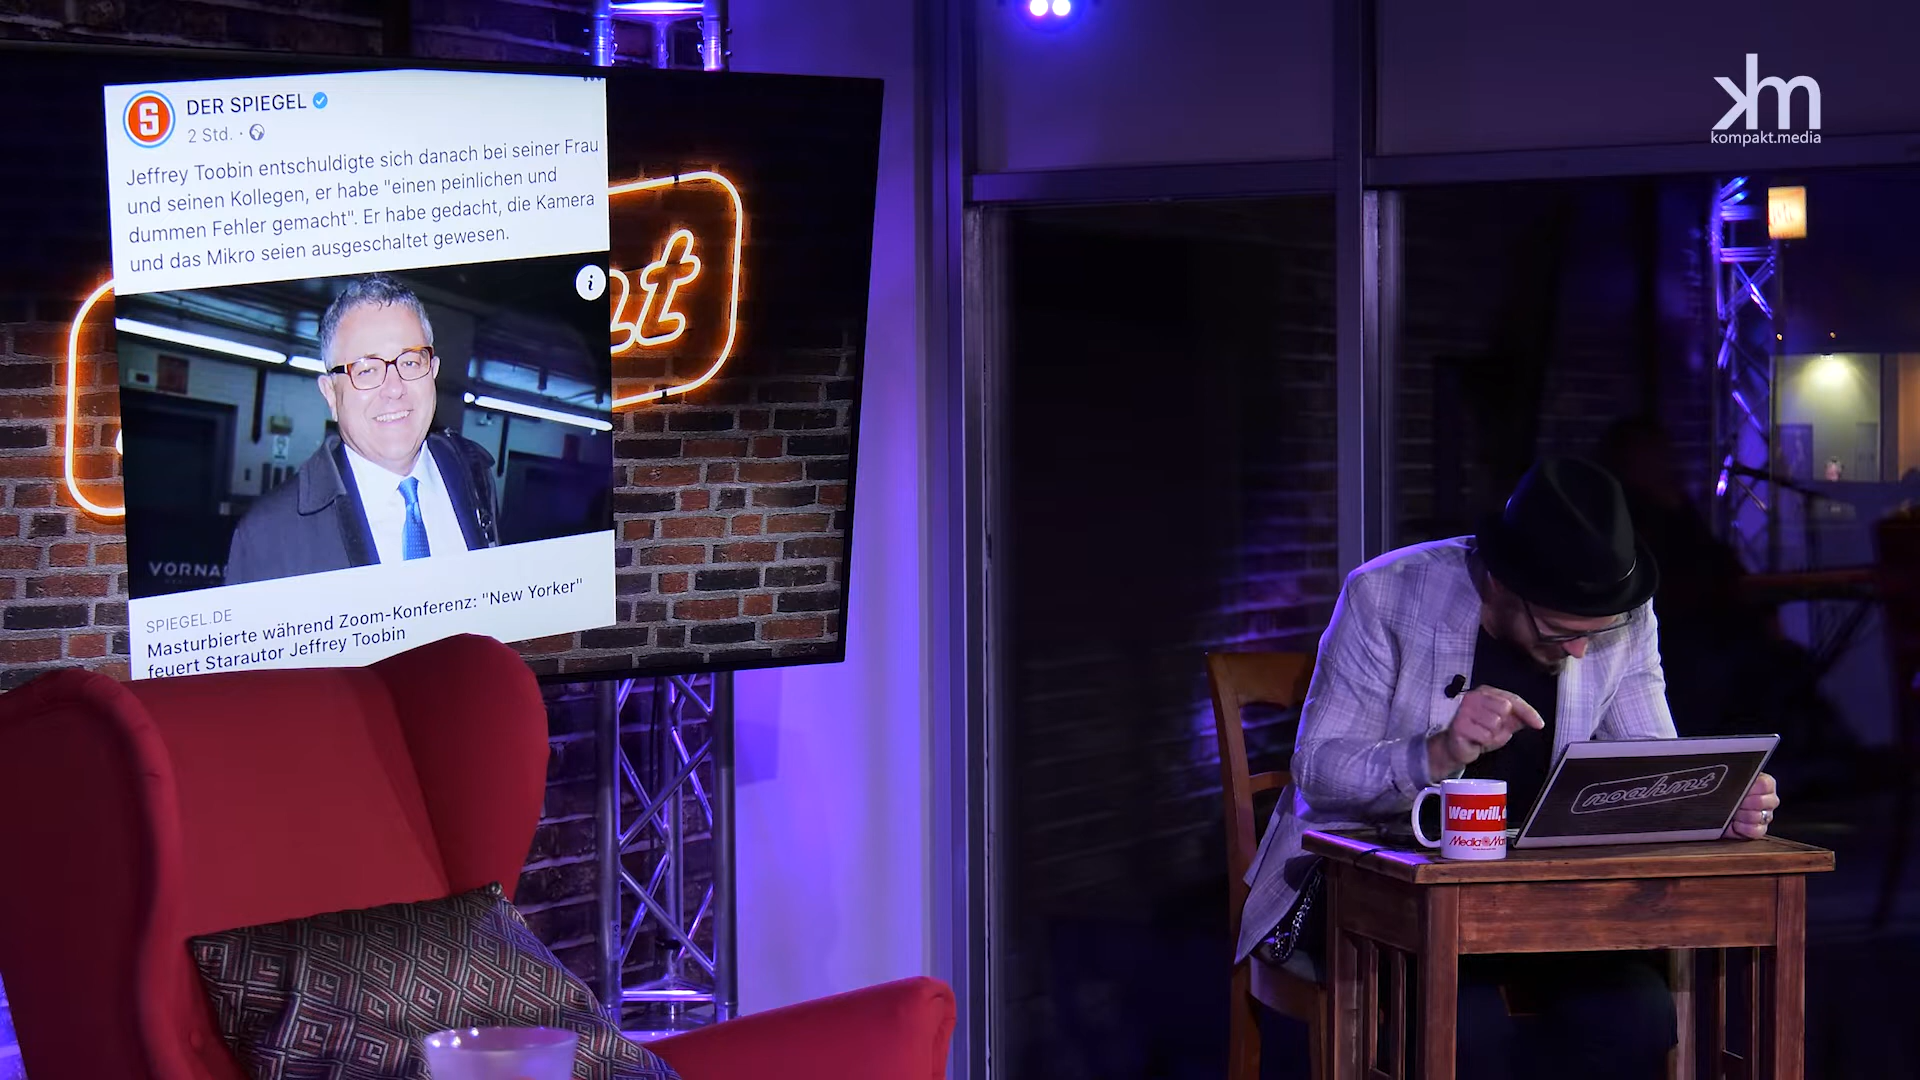 DER SPIEGEL
2 Std.
Jeffrey Toobin entschuldigte sich danach bei seiner Frau
und seinen Kollegen, er habe "einen peinlichen und
dummen Fehler gemacht". Er habe gedacht, die Kamera
und das Mikro seien ausgeschaltet gewesen.
SPIEGEL.DE
Masturbierte während Zoom-Konferenz: "New Yorker"
feuert Starautor Jeffrey Toobin
km
kompakt.media
noahmt
Wer will,
Media